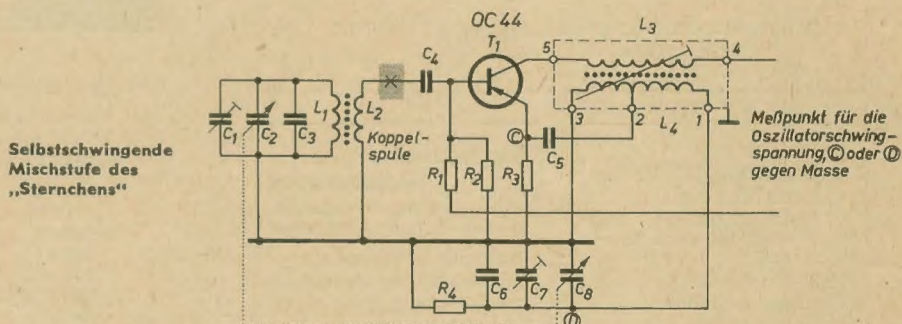 OC 44
T1
L3
C4
5
4
C1
C2
C3
L1
L2
Koppel-
spule
3
2
1
L4
C
C5
Meßpunkt für die
Oszillatorschwing-
spannung, C oder D
gegen Masse
Selbstschwingende
Mischstufe des
„Sternchens“
R1
R2
R3
R4
C6
C7
C8
D